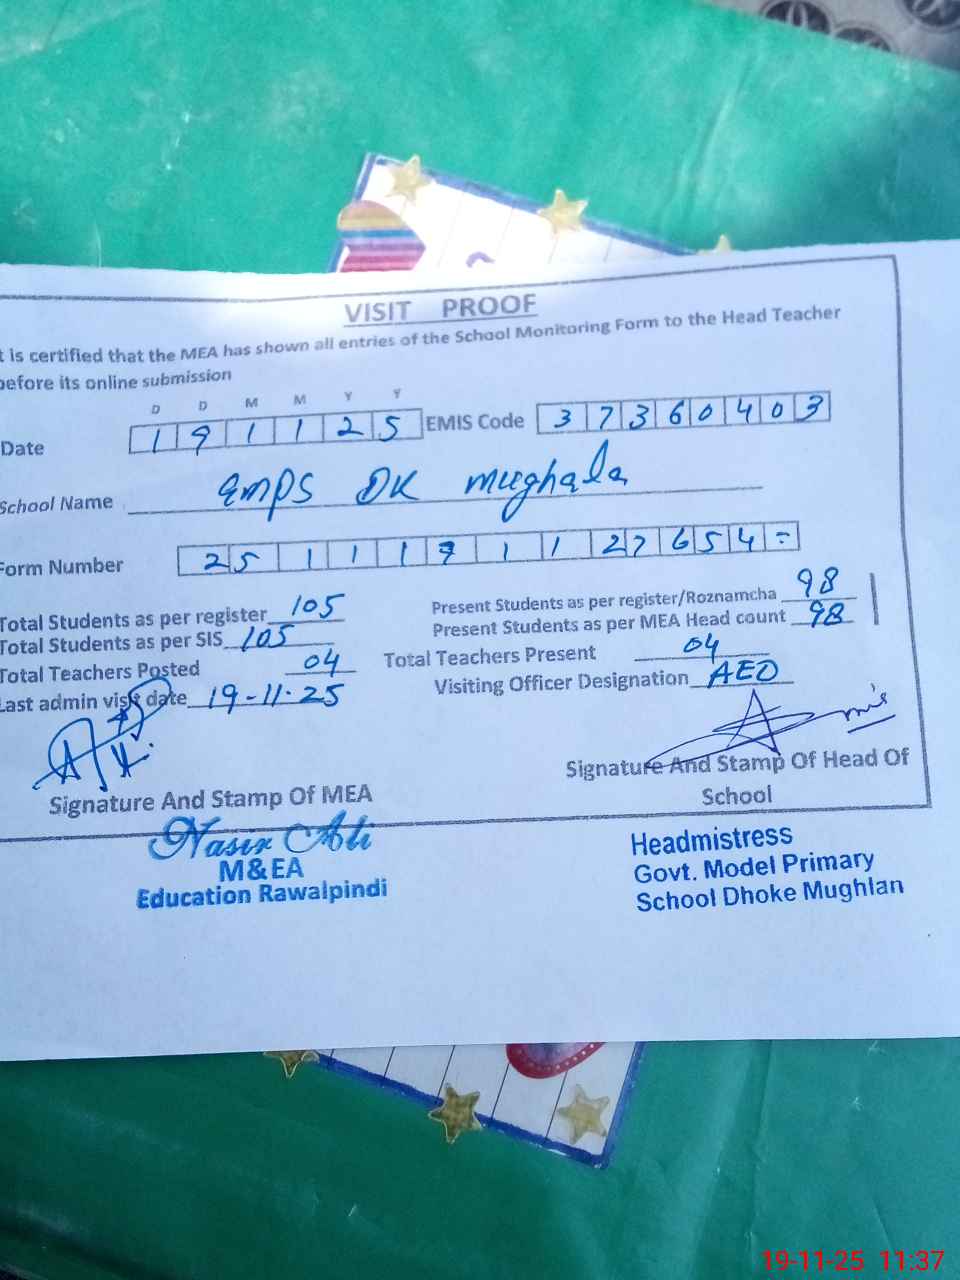 VISIT PROOF
t is certified that the MEA has shown all entries of the School Monitoring Form to the Head Teacher
before its online submission
D D M M Y Y
Date 1 9 1 1 2 5 EMIS Code 3 7 3 6 0 4 0 3
School Name GMPS DK Mughala
Form Number 2 5 1 1 1 9 1 1 2 7 6 5 4 =
Total Students as per register 105 Present Students as per register/Roznamcha 98
Total Students as per SIS 105 Present Students as per MEA Head count 98
Total Teachers Posted 04 Total Teachers Present 04
Last admin visit date 19-11-25 Visiting Officer Designation AEO
Signature And Stamp Of MEA
Signature And Stamp Of Head Of
School
Nasir Ali
M&EA
Education Rawalpindi
Headmistress
Govt. Model Primary
School Dhoke Mughlan
19-11-25 11:37